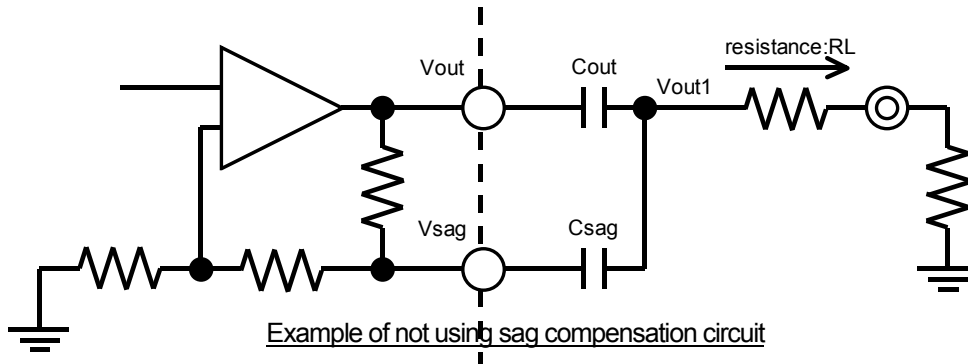 resistance:RL
Vout
Cout
Vout1
Vsag
Csag
Example of not using sag compensation circuit